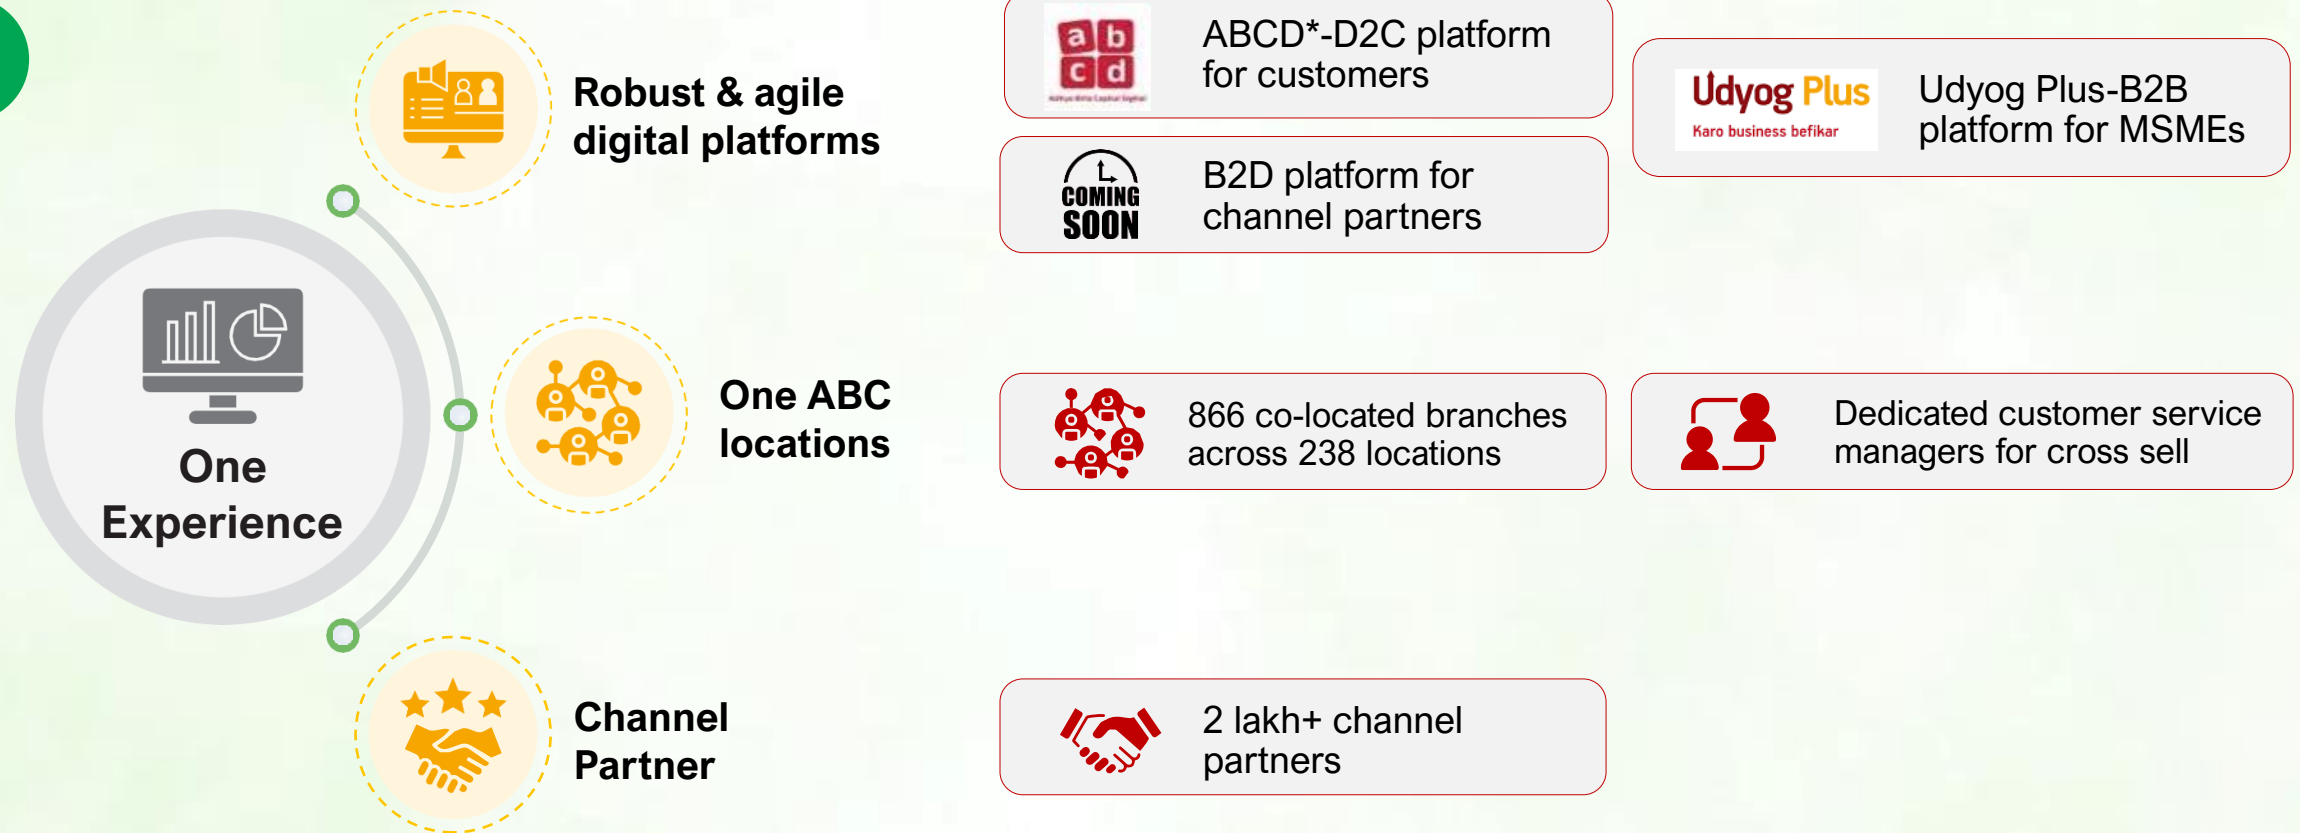 One
Experience
Robust & agile
digital platforms
a b
c d
ABCD*-D2C platform
for customers
Udyog Plus
Karo business befikar
Udyog Plus-B2B
platform for MSMEs
COMING
SOON
B2D platform for
channel partners
One ABC
locations
866 co-located branches
across 238 locations
Dedicated customer service
managers for cross sell
Channel
Partner
2 lakh+ channel
partners